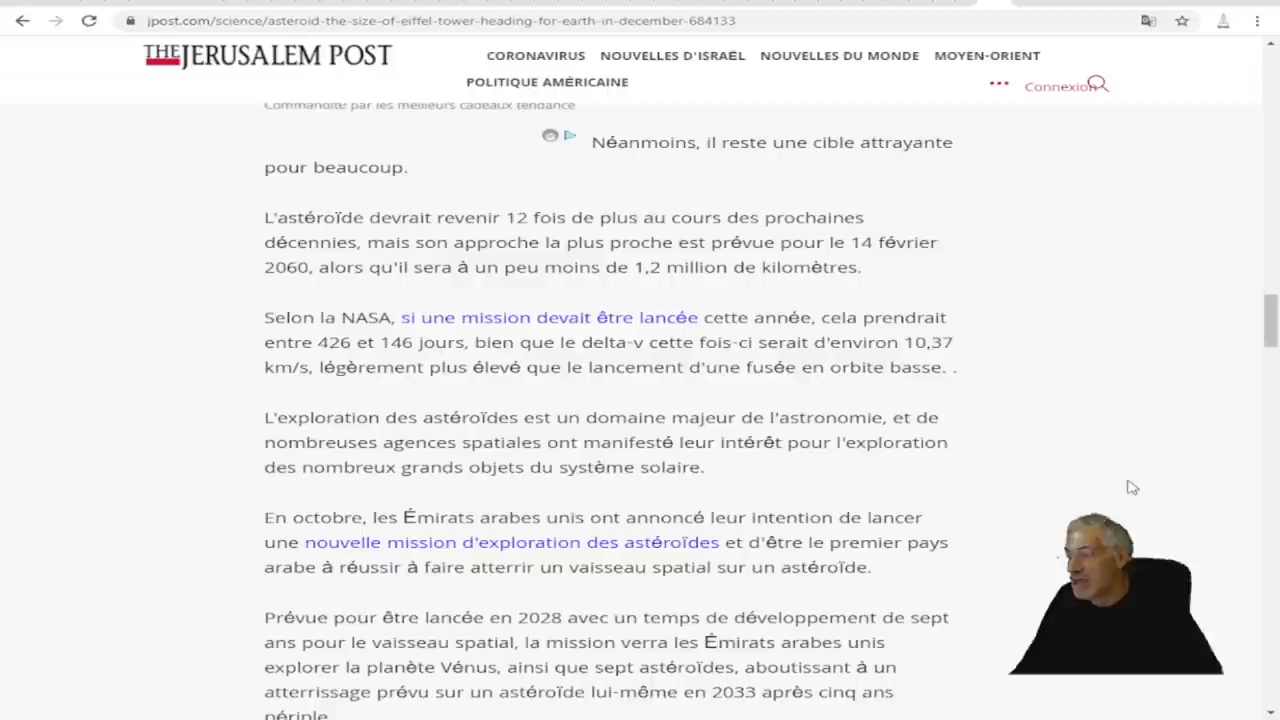 jpost.com/science/asteroid-the-size-of-eiffel-tower-heading-for-earth-in-december-684133
THE JERUSALEM POST
CORONAVIRUS NOUVELLES D'ISRAËL NOUVELLES DU MONDE MOYEN-ORIENT
POLITIQUE AMÉRICAINE
Connexion
Commandité par les meilleurs cadeaux tendance
Néanmoins, il reste une cible attrayante
pour beaucoup.
L'astéroïde devrait revenir 12 fois de plus au cours des prochaines
décennies, mais son approche la plus proche est prévue pour le 14 février
2060, alors qu'il sera à un peu moins de 1,2 million de kilomètres.
Selon la NASA, si une mission devait être lancée cette année, cela prendrait
entre 426 et 146 jours, bien que le delta-v cette fois-ci serait d'environ 10,37
km/s, légèrement plus élevé que le lancement d'une fusée en orbite basse. .
L'exploration des astéroïdes est un domaine majeur de l'astronomie, et de
nombreuses agences spatiales ont manifesté leur intérêt pour l'exploration
des nombreux grands objets du système solaire.
En octobre, les Émirats arabes unis ont annoncé leur intention de lancer
une nouvelle mission d'exploration des astéroïdes et d'être le premier pays
arabe à réussir à faire atterrir un vaisseau spatial sur un astéroïde.
Prévue pour être lancée en 2028 avec un temps de développement de sept
ans pour le vaisseau spatial, la mission verra les Émirats arabes unis
explorer la planète Vénus, ainsi que sept astéroïdes, aboutissant à un
atterrissage prévu sur un astéroïde lui-même en 2033 après cinq ans
périple